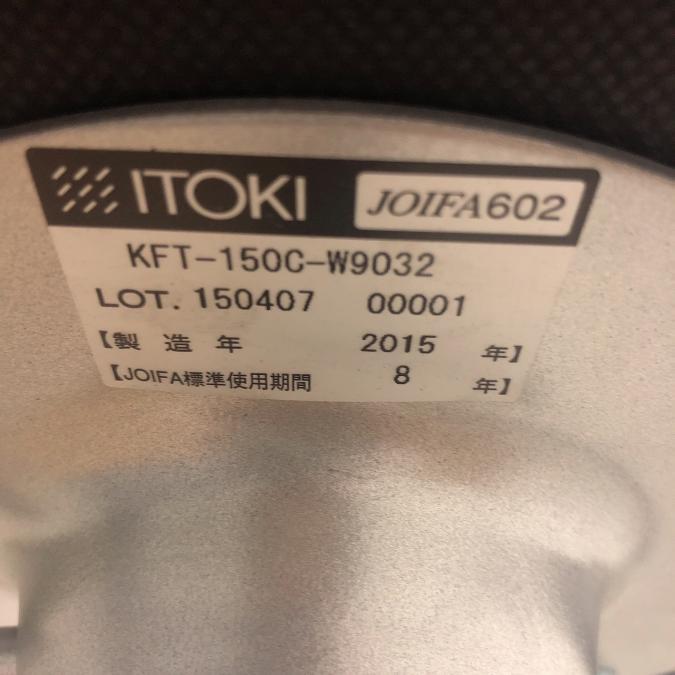 ITOKI JOIFA602
KFT-150C-W9032
LOT. 150407 00001
【製 造 年 2015 年】
【JOIFA標準使用期間 8 年】